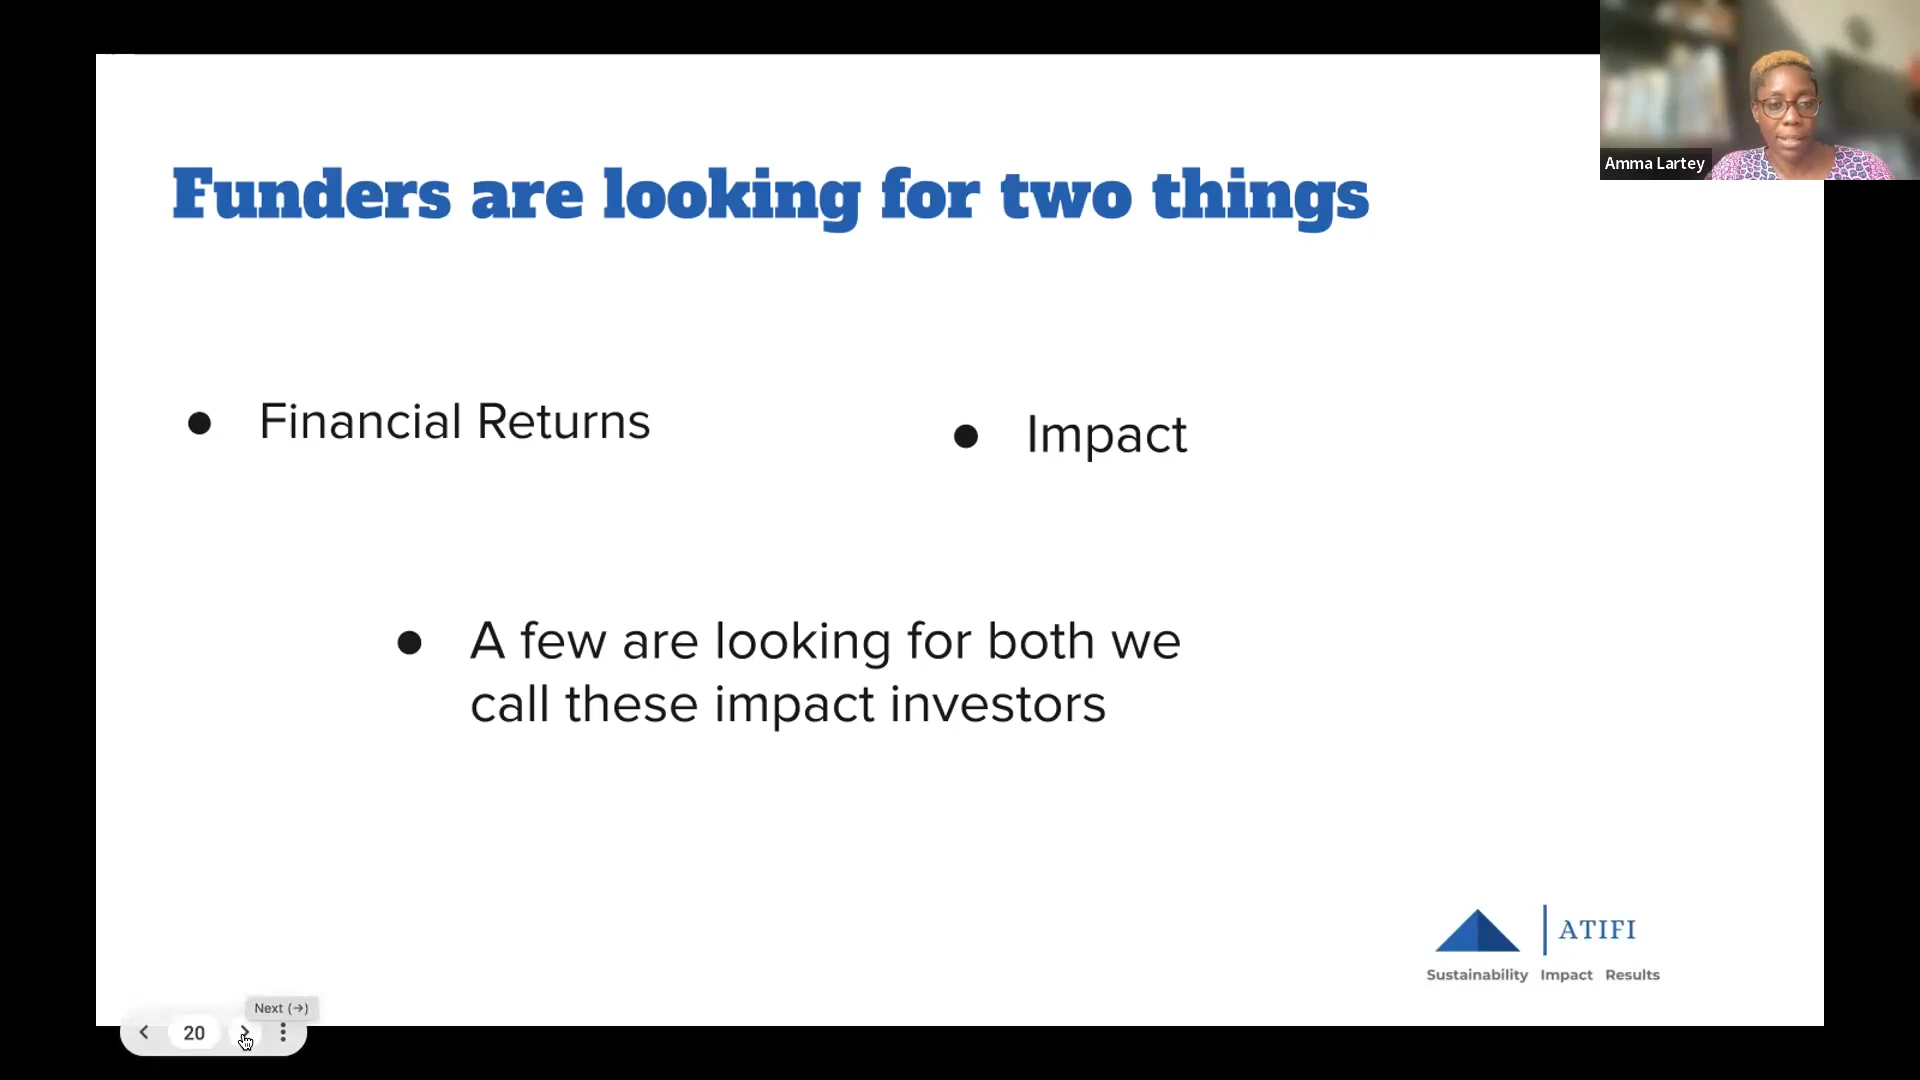 Amma Lartey
Funders are looking for two things
● Financial Returns
● Impact
● A few are looking for both we
call these impact investors
ATIFI
Sustainability Impact Results
Next (→)
20